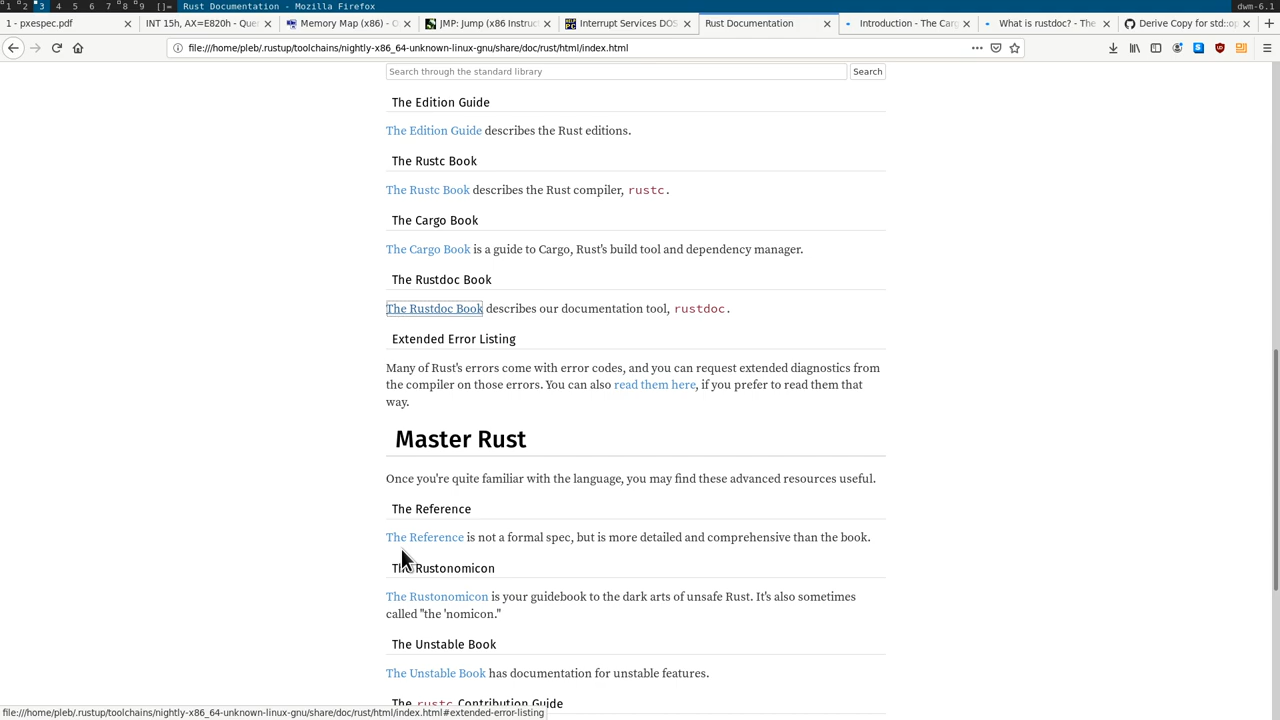 1 2 3 4 5 6 7 8 9 []= Rust Documentation - Mozilla Firefox dwm-6.1
1 - pxespec.pdf INT 15h, AX=E820h - Que Memory Map (x86) - O JMP: Jump (x86 Instruc Interrupt Services DOS Rust Documentation Introduction - The Carg What is rustdoc? - The Derive Copy for std::op
file:///home/pleb/.rustup/toolchains/nightly-x86_64-unknown-linux-gnu/share/doc/rust/html/index.html
Search through the standard library Search
The Edition Guide
The Edition Guide describes the Rust editions.
The Rustc Book
The Rustc Book describes the Rust compiler, rustc.
The Cargo Book
The Cargo Book is a guide to Cargo, Rust's build tool and dependency manager.
The Rustdoc Book
The Rustdoc Book describes our documentation tool, rustdoc.
Extended Error Listing
Many of Rust's errors come with error codes, and you can request extended diagnostics from
the compiler on those errors. You can also read them here, if you prefer to read them that
way.
Master Rust
Once you're quite familiar with the language, you may find these advanced resources useful.
The Reference
The Reference is not a formal spec, but is more detailed and comprehensive than the book.
The Rustonomicon
The Rustonomicon is your guidebook to the dark arts of unsafe Rust. It's also sometimes
called "the 'nomicon."
The Unstable Book
The Unstable Book has documentation for unstable features.
The rustc Contribution Guide
file:///home/pleb/.rustup/toolchains/nightly-x86_64-unknown-linux-gnu/share/doc/rust/html/index.html#extended-error-listing